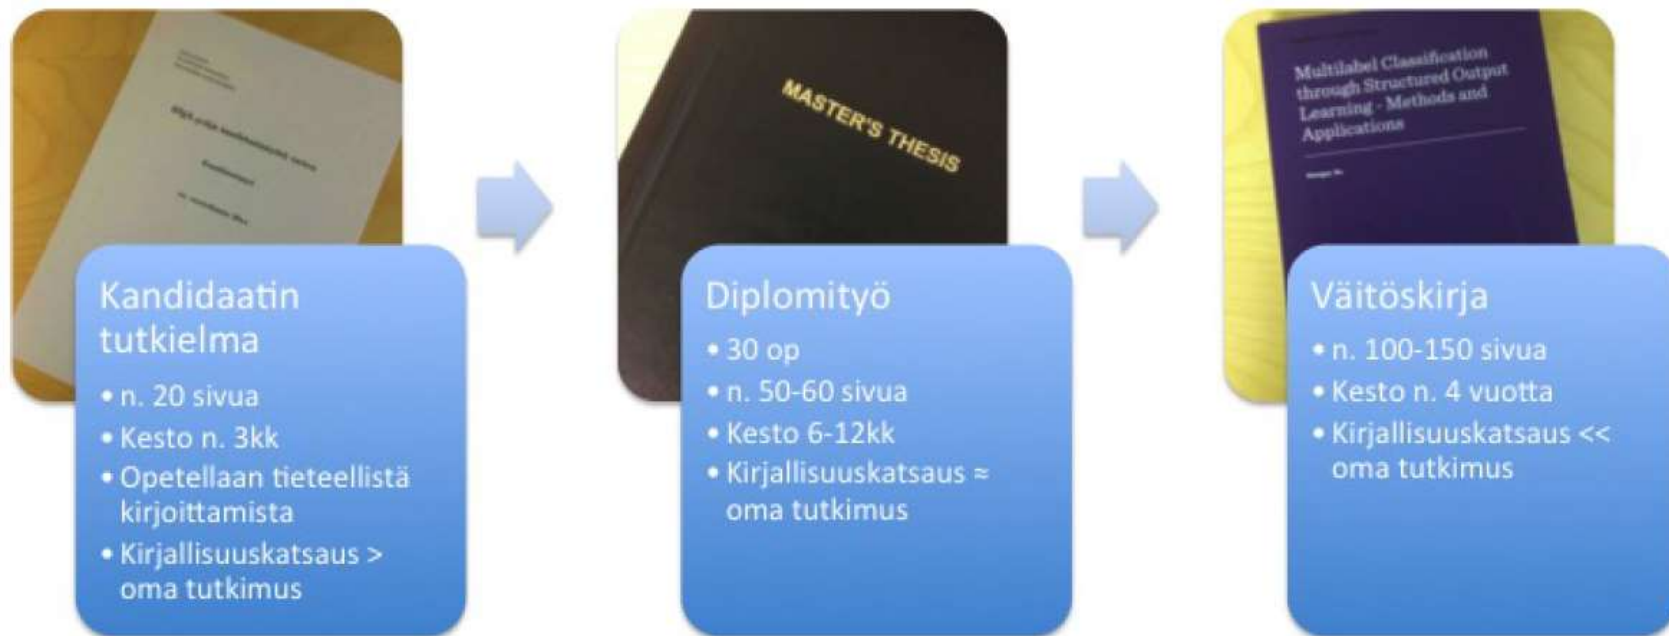 MASTER'S THESIS
Multilabel Classification
through Structured Output
Learning - Methods and
Applications
Kandidaatin
tutkielma
• n. 20 sivua
• Kesto n. 3kk
• Opetellaan tieteellistä
kirjoittamista
• Kirjallisuuskatsaus >
oma tutkimus
Diplomityö
• 30 op
• n. 50-60 sivua
• Kesto 6-12kk
• Kirjallisuuskatsaus ≈
oma tutkimus
Väitöskirja
• n. 100-150 sivua
• Kesto n. 4 vuotta
• Kirjallisuuskatsaus <<
oma tutkimus